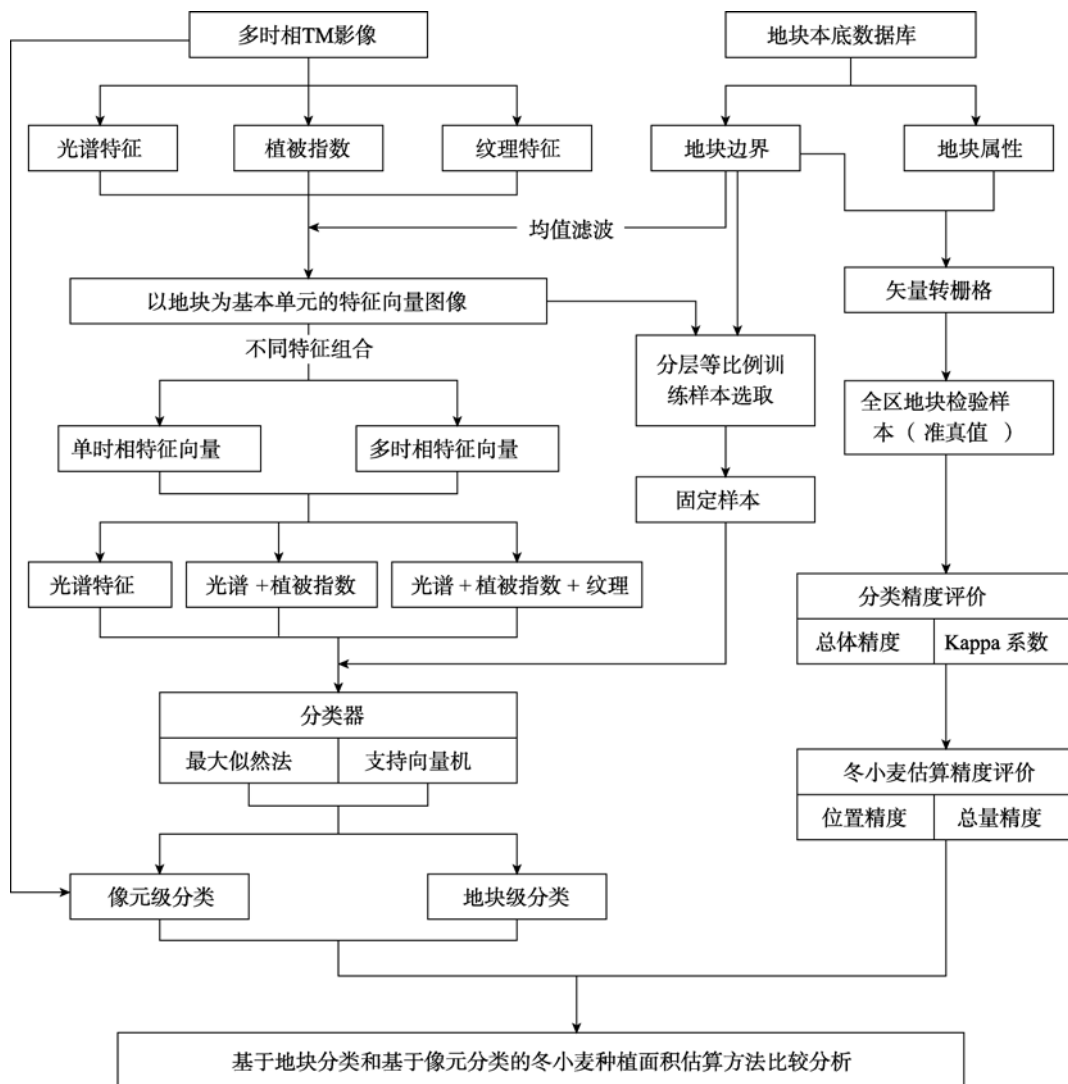 多时相TM影像
地块本底数据库
光谱特征
植被指数
纹理特征
地块边界
地块属性
均值滤波
以地块为基本单元的特征向量图像
矢量转栅格
不同特征组合
分层等比例训
练样本选取
全区地块检验样
本（准真值）
单时相特征向量
多时相特征向量
固定样本
光谱特征
光谱+植被指数
光谱+植被指数+纹理
分类精度评价
总体精度
Kappa 系数
分类器
最大似然法
支持向量机
冬小麦估算精度评价
位置精度
总量精度
像元级分类
地块级分类
基于地块分类和基于像元分类的冬小麦种植面积估算方法比较分析